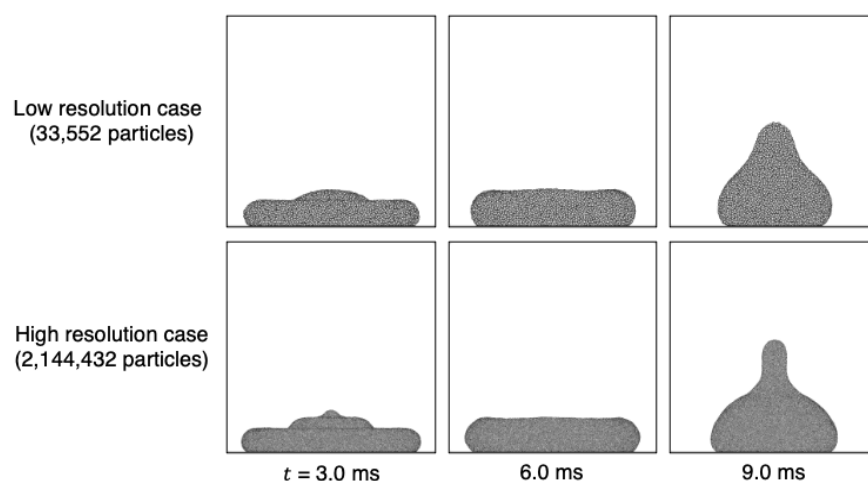 Low resolution case
(33,552 particles)
High resolution case
(2,144,432 particles)
t = 3.0 ms
6.0 ms
9.0 ms